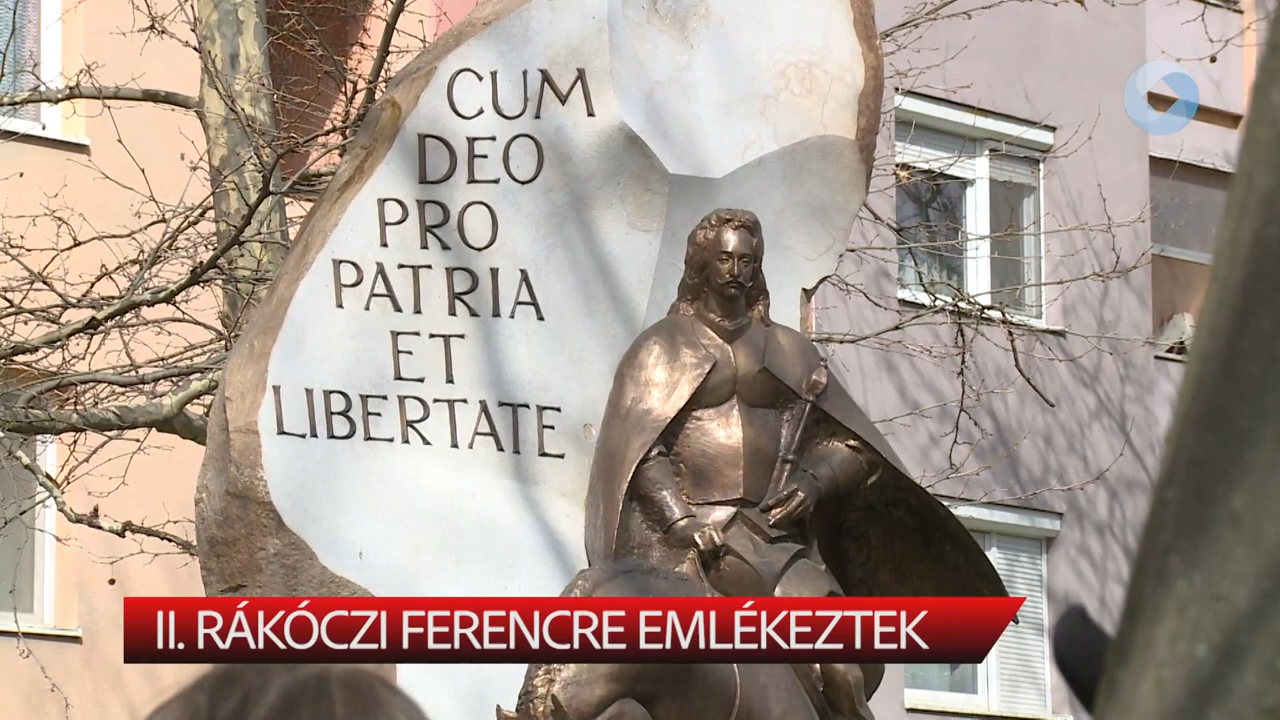 CUM
DEO
PRO
PATRIA
ET
LIBERTATE
II. RÁKÓCZI FERENCRE EMLÉKEZTEK